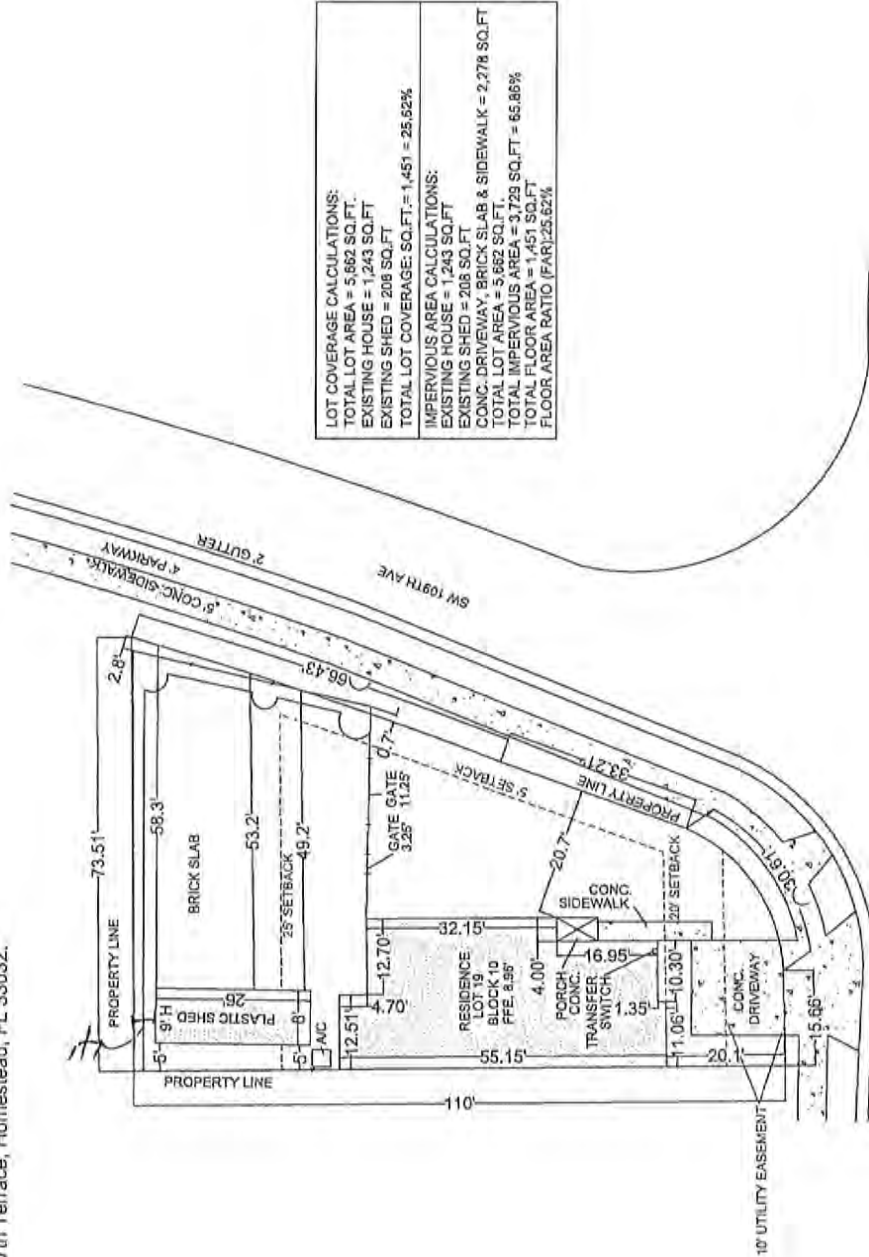 7th Terrace, Homestead, FL 33032.
LOT COVERAGE CALCULATIONS:
TOTAL LOT AREA = 5,662 SQ.FT.
EXISTING HOUSE = 1,243 SQ.FT
EXISTING SHED = 208 SQ.FT
TOTAL LOT COVERAGE: SQ.FT.= 1,451 = 25.62%
IMPERVIOUS AREA CALCULATIONS:
EXISTING HOUSE = 1,243 SQ.FT
EXISTING SHED = 208 SQ.FT
CONC. DRIVEWAY, BRICK SLAB & SIDEWALK = 2,278 SQ.FT
TOTAL LOT AREA = 5,662 SQ.FT.
TOTAL IMPERVIOUS AREA = 3,729 SQ.FT = 65.86%
TOTAL FLOOR AREA = 1,451 SQ.FT
FLOOR AREA RATIO (FAR):25.62%
73.51'
PROPERTY LINE
2.8'
5' CONC. SIDEWALK
4' PARKWAY
2' GUTTER
SW 109TH AVE
66.43'
58.3'
BRICK SLAB
53.2'
25' SETBACK
49.2'
26'
PLASTIC SHED
H:6'
8'
5'
5'
A/C
PROPERTY LINE
0.7'
GATE GATE
3.25' 11.25'
5' SETBACK
PROPERTY LINE
33.21'
30.61'
20.7'
CONC.
SIDEWALK
20' SETBACK
32.15'
12.70'
4.70'
12.51'
RESIDENCE
LOT 19
BLOCK 10
FFE. 8.95'
4.00'
PORCH
CONC.
16.95'
TRANSFER
SWITCH
1.35'
10.30'
11.06'
55.15'
20.1'
CONC.
DRIVEWAY
15.66'
110'
10' UTILITY EASEMENT